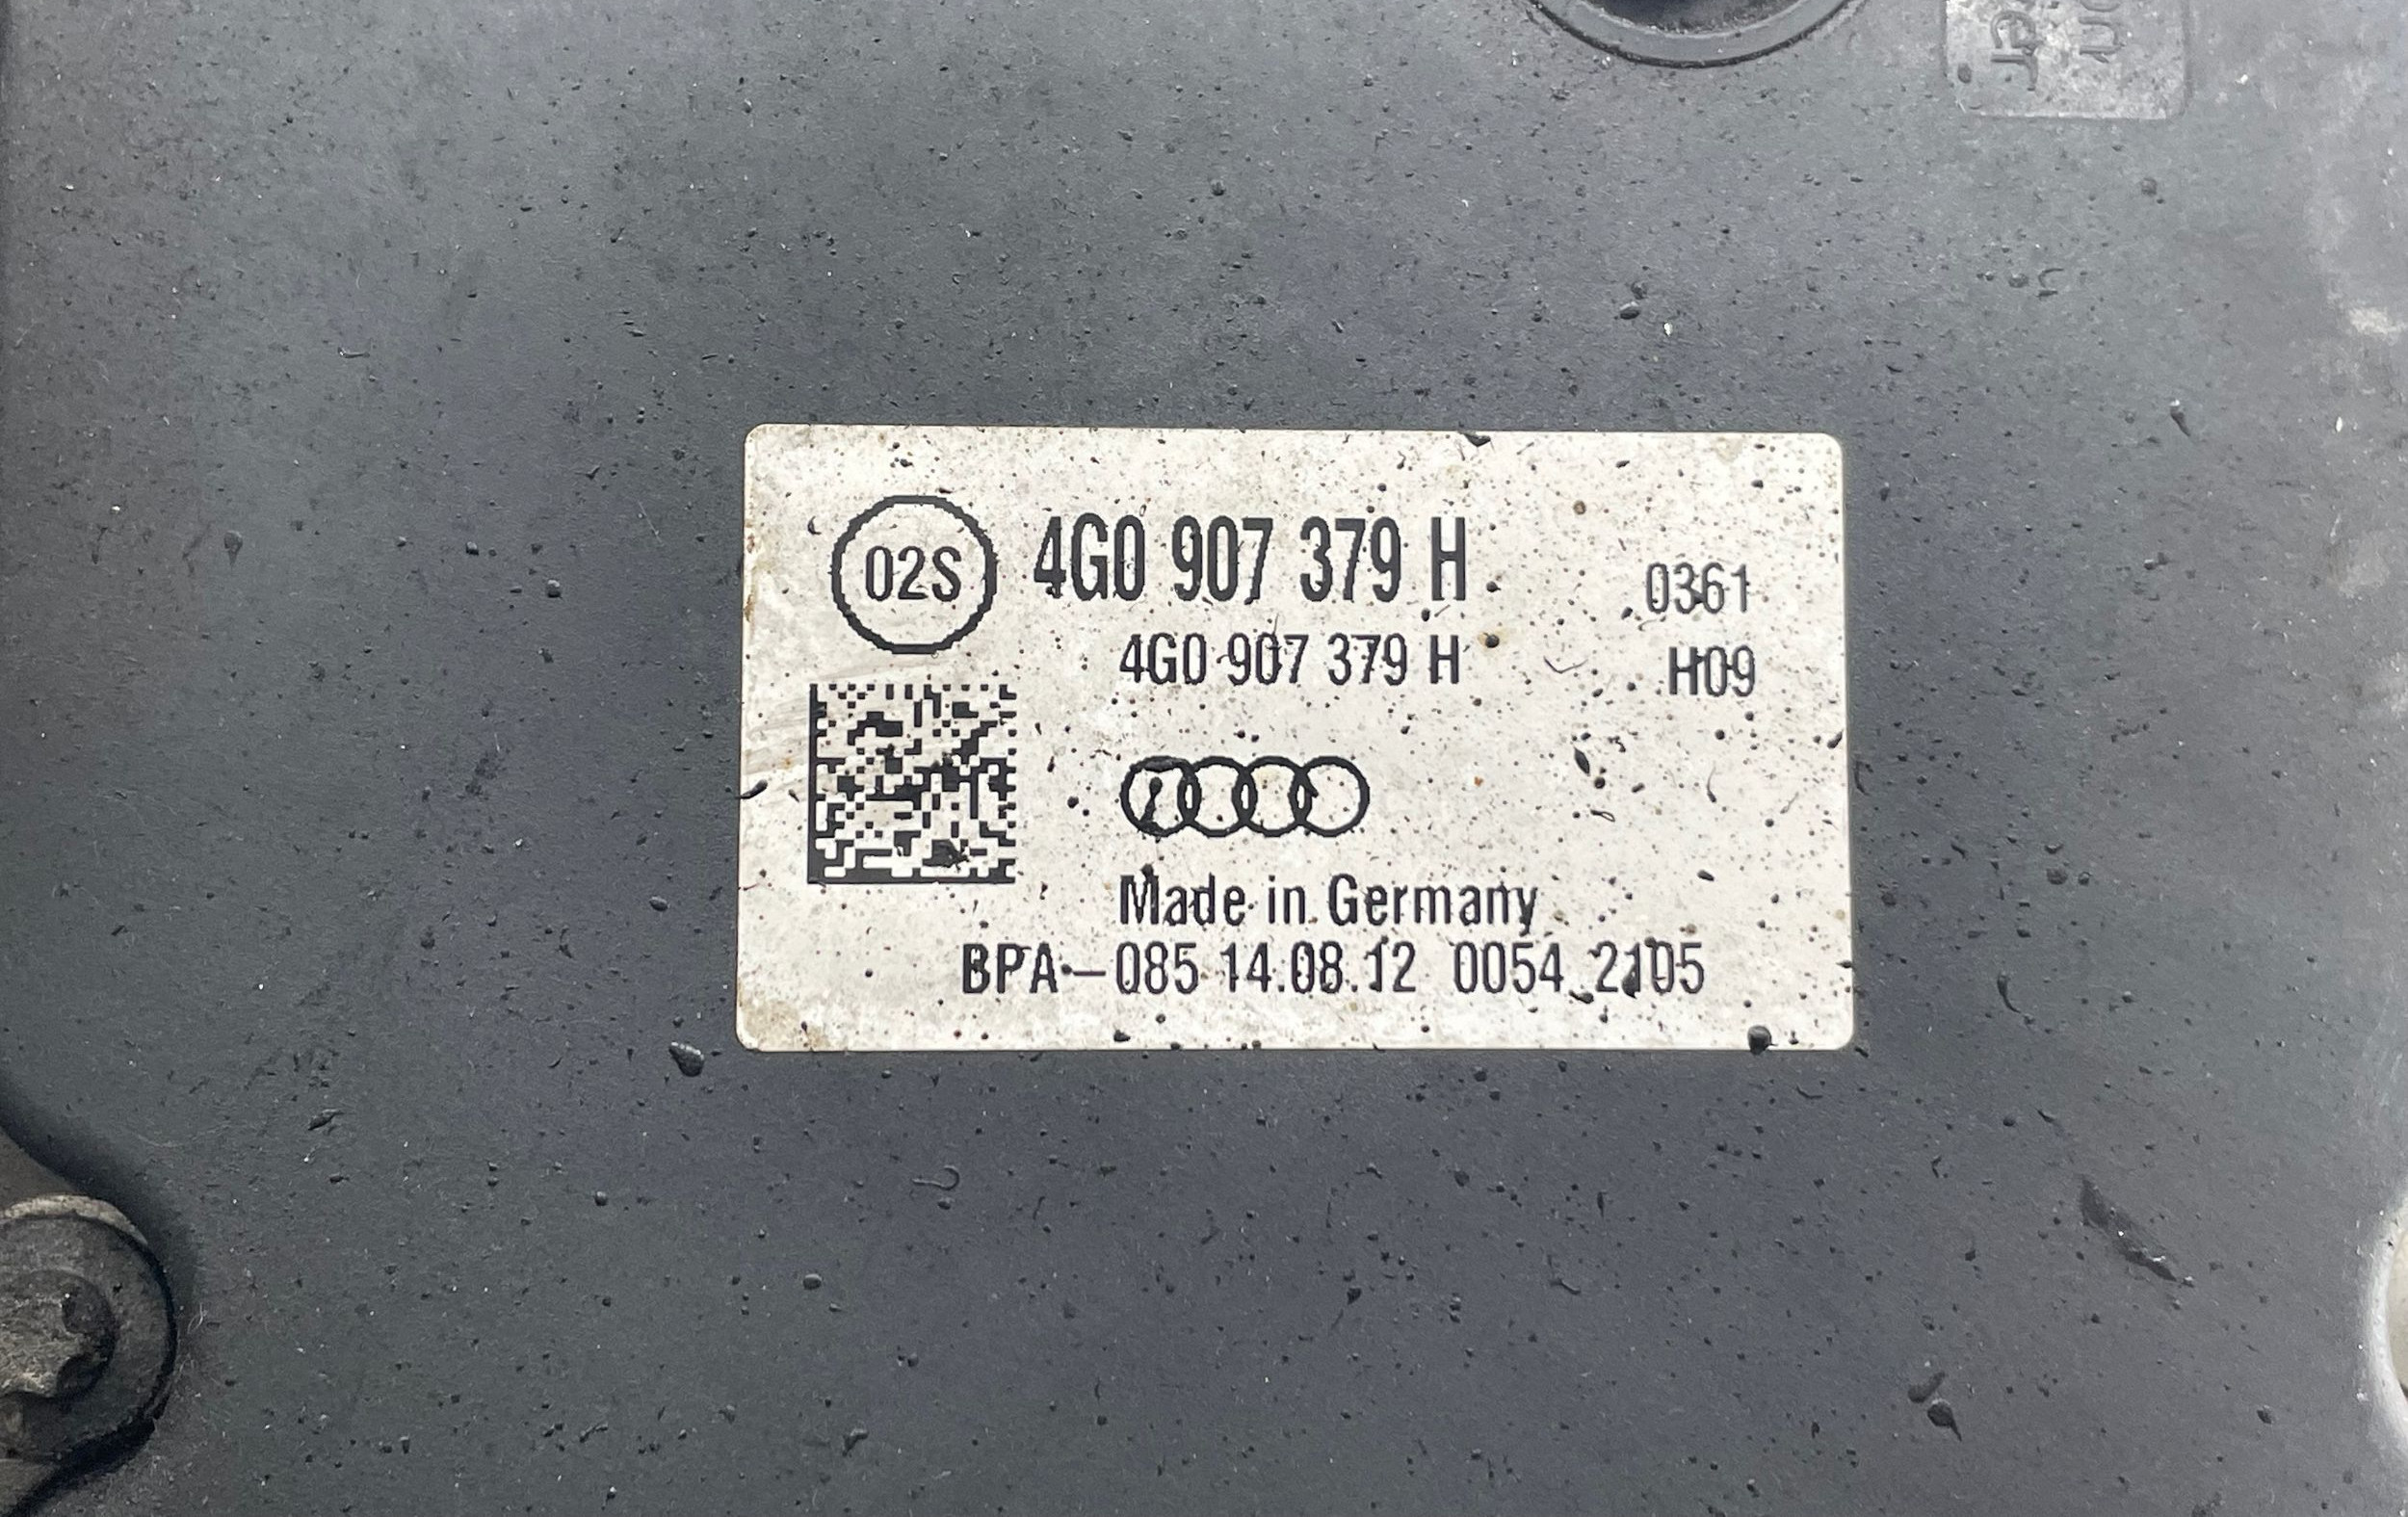 02S 4G0 907 379 H 0361
4G0 907 379 H H09
Made in Germany
BPA-085 14.08.12 0054 2105